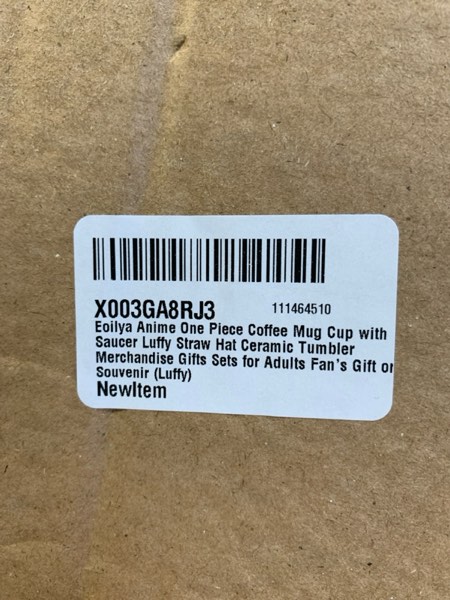 X003GA8RJ3 111464510
Eoilya Anime One Piece Coffee Mug Cup with
Saucer Luffy Straw Hat Ceramic Tumbler
Merchandise Gifts Sets for Adults Fan's Gift or
Souvenir (Luffy)
NewItem